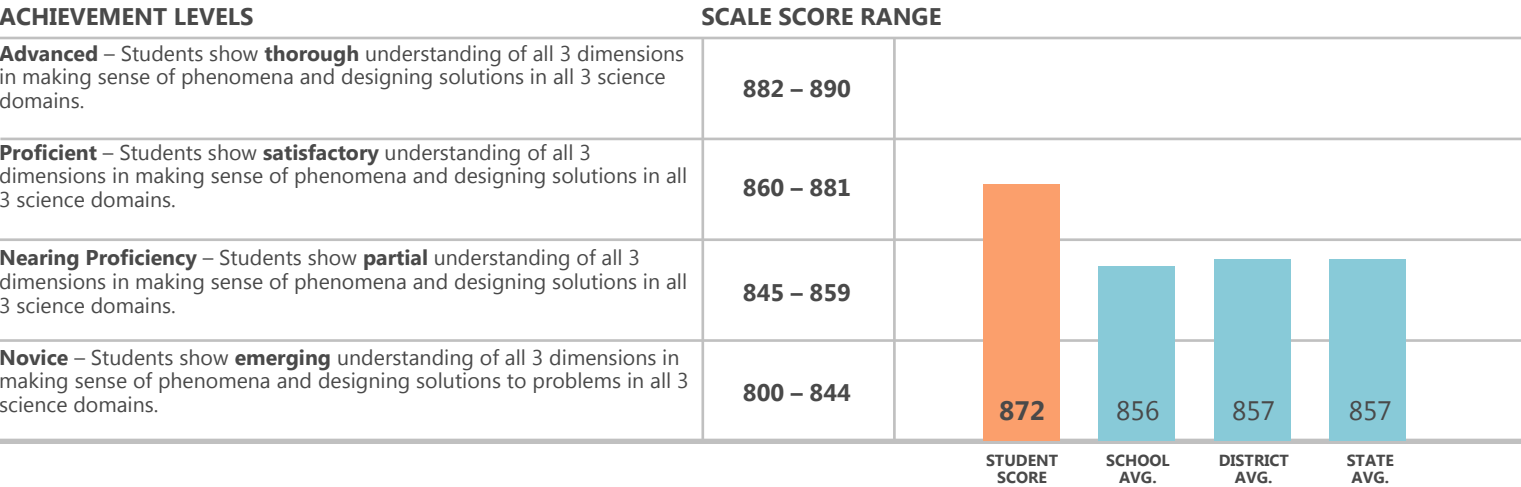 ACHIEVEMENT LEVELS
SCALE SCORE RANGE
Advanced – Students show thorough understanding of all 3 dimensions
in making sense of phenomena and designing solutions in all 3 science
domains.
882 – 890
Proficient – Students show satisfactory understanding of all 3
dimensions in making sense of phenomena and designing solutions in all
3 science domains.
860 – 881
Nearing Proficiency – Students show partial understanding of all 3
dimensions in making sense of phenomena and designing solutions in all
3 science domains.
845 – 859
Novice – Students show emerging understanding of all 3 dimensions in
making sense of phenomena and designing solutions to problems in all 3
science domains.
800 – 844
872
856
857
857
STUDENT
SCORE
SCHOOL
AVG.
DISTRICT
AVG.
STATE
AVG.